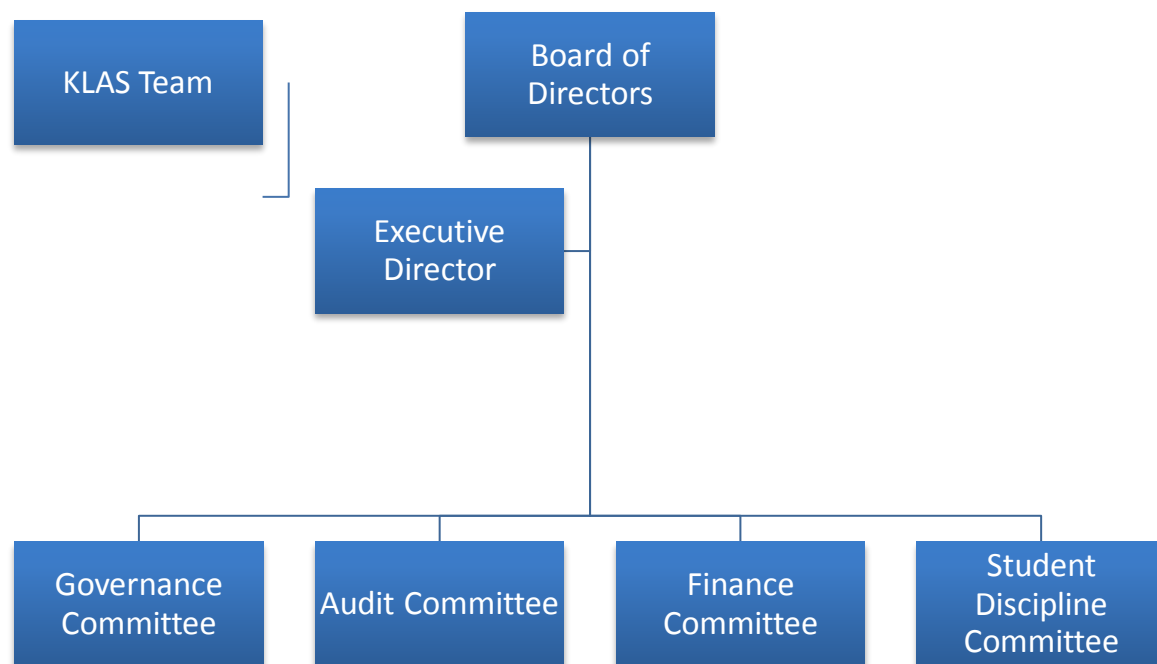 KLAS Team
Board of
Directors
Executive
Director
Governance
Committee
Audit Committee
Finance
Committee
Student
Discipline
Committee